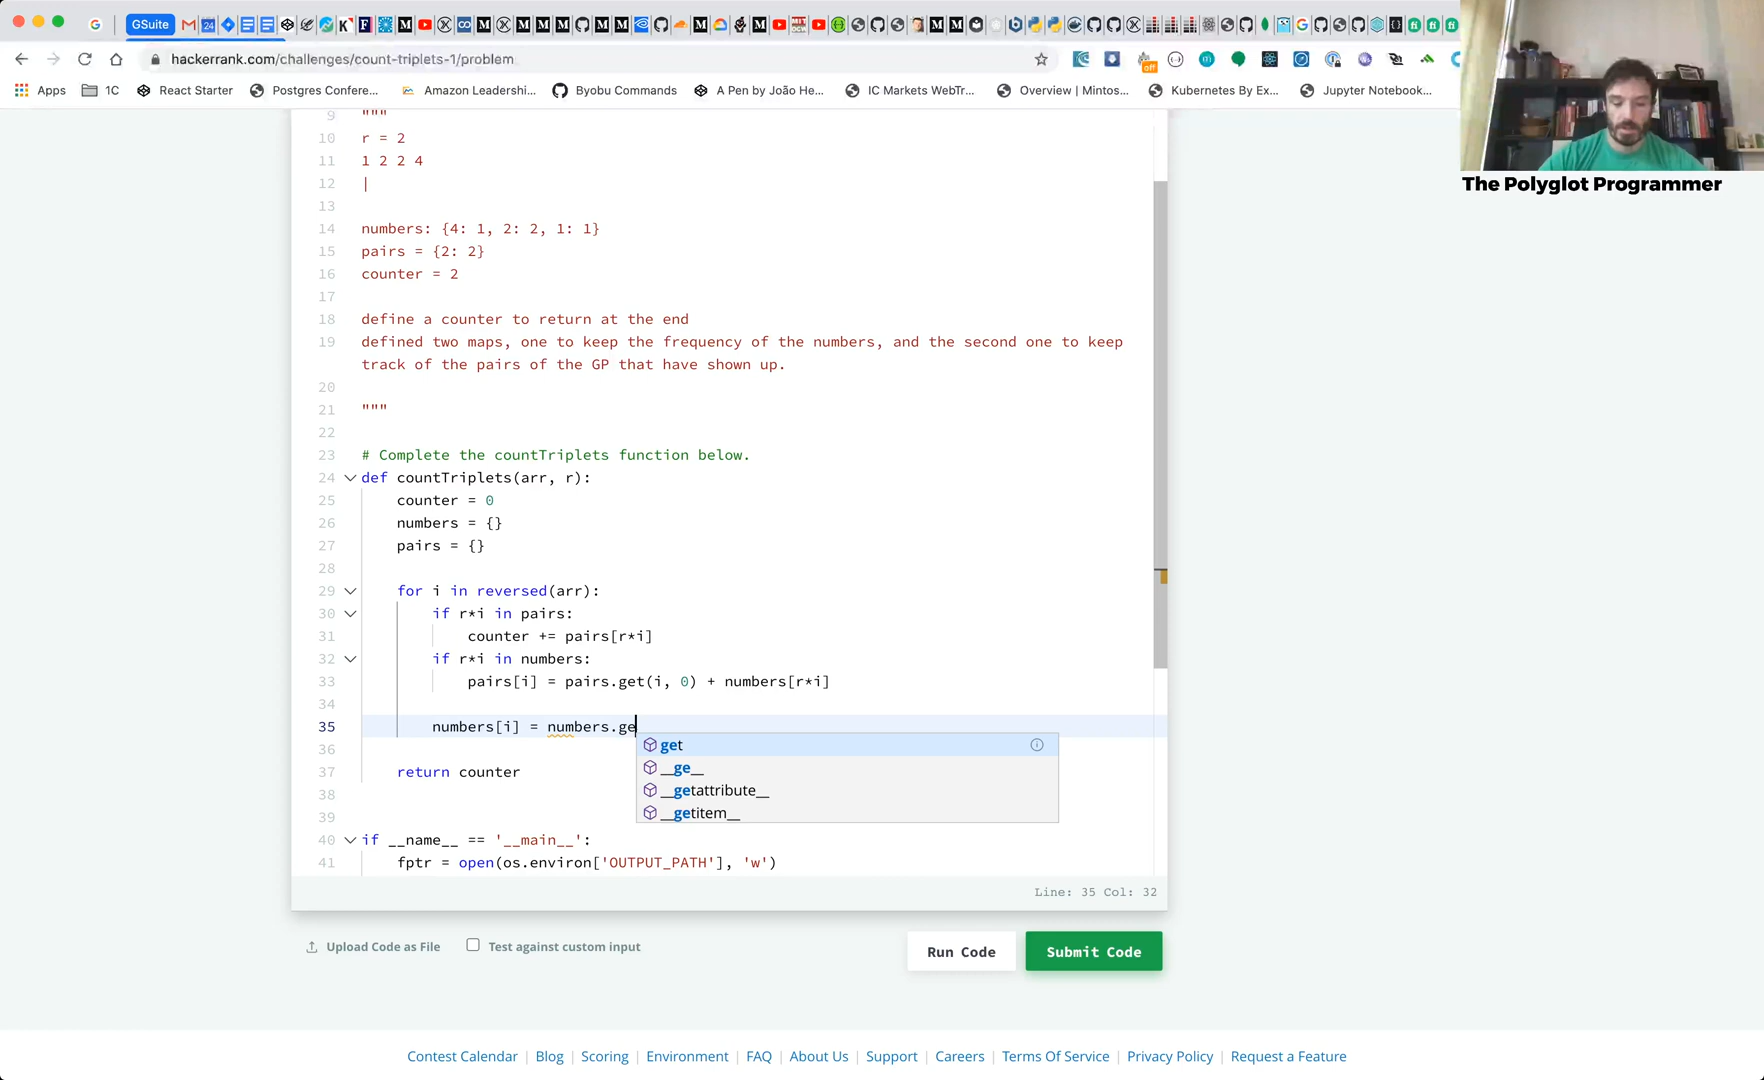 GSuite
hackerrank.com/challenges/count-triplets-1/problem
off
Apps
1C
React Starter
Postgres Confere...
Amazon Leadershi...
Byobu Commands
A Pen by João He...
IC Markets WebTr...
Overview | Mintos...
Kubernetes By Ex...
Jupyter Notebook...
The Polyglot Programmer
9 """
10 r = 2
11 1 2 2 4
12 |
13
14 numbers: {4: 1, 2: 2, 1: 1}
15 pairs = {2: 2}
16 counter = 2
17
18 define a counter to return at the end
19 defined two maps, one to keep the frequency of the numbers, and the second one to keep
track of the pairs of the GP that have shown up.
20
21 """
22
23 # Complete the countTriplets function below.
24 def countTriplets(arr, r):
25 counter = 0
26 numbers = {}
27 pairs = {}
28
29 for i in reversed(arr):
30 if r*i in pairs:
31 counter += pairs[r*i]
32 if r*i in numbers:
33 pairs[i] = pairs.get(i, 0) + numbers[r*i]
34
35 numbers[i] = numbers.ge
get
36
__ge__
37 return counter
__getattribute__
38
__getitem__
39
40 if __name__ == '__main__':
41 fptr = open(os.environ['OUTPUT_PATH'], 'w')
Line: 35 Col: 32
Upload Code as File
Test against custom input
Run Code
Submit Code
Contest Calendar | Blog | Scoring | Environment | FAQ | About Us | Support | Careers | Terms Of Service | Privacy Policy | Request a Feature